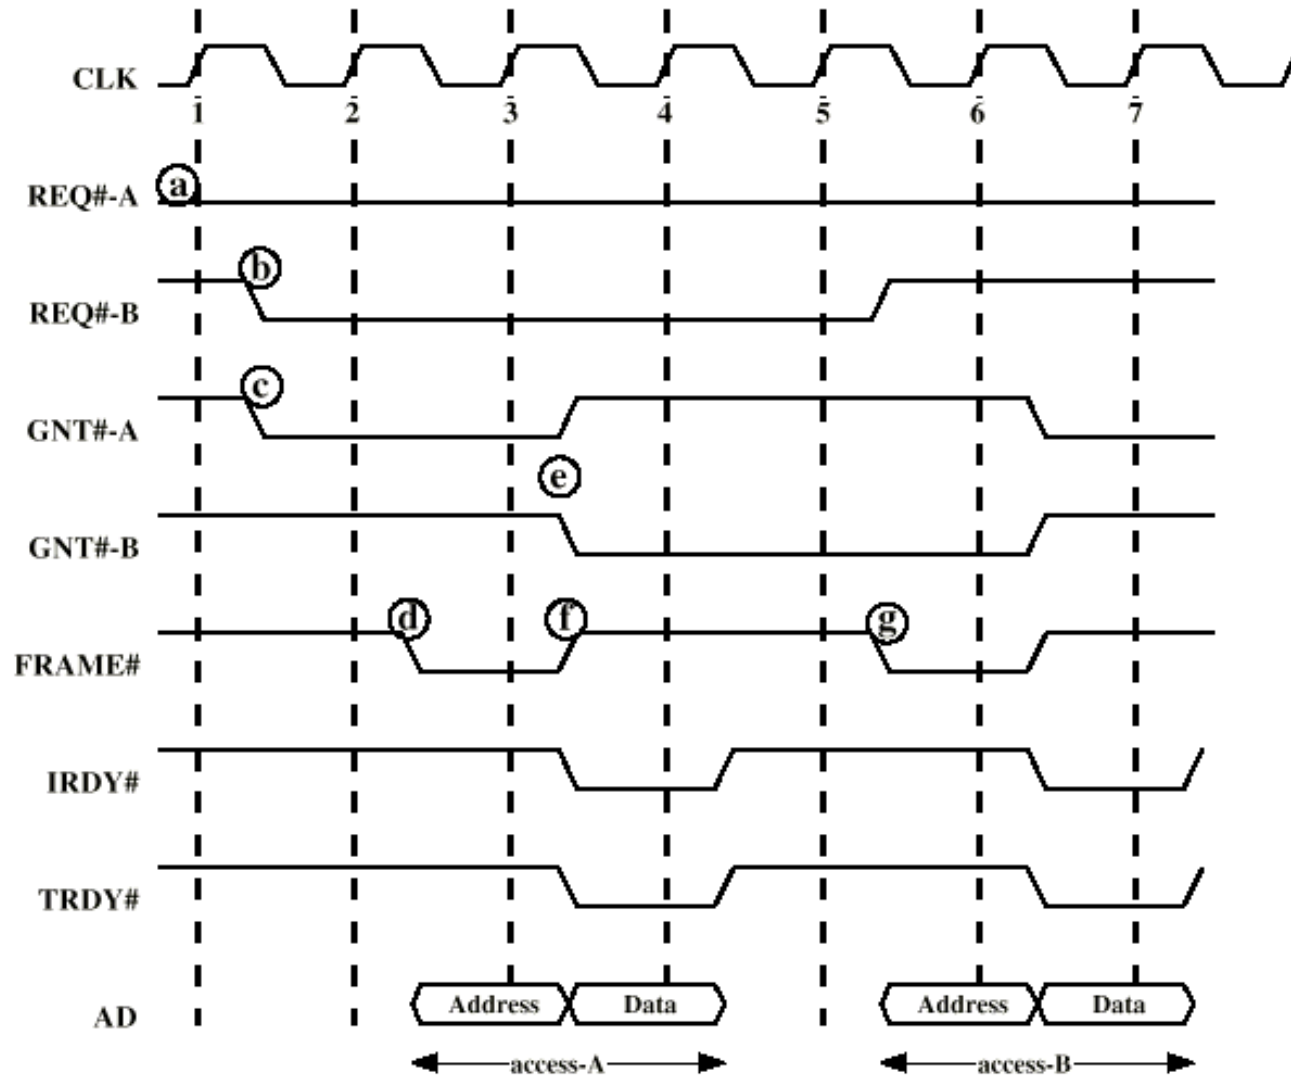 CLK
1 2 3 4 5 6 7
a
REQ#-A
b
REQ#-B
c
GNT#-A
e
GNT#-B
d f g
FRAME#
IRDY#
TRDY#
AD Address Data Address Data
access-A access-B